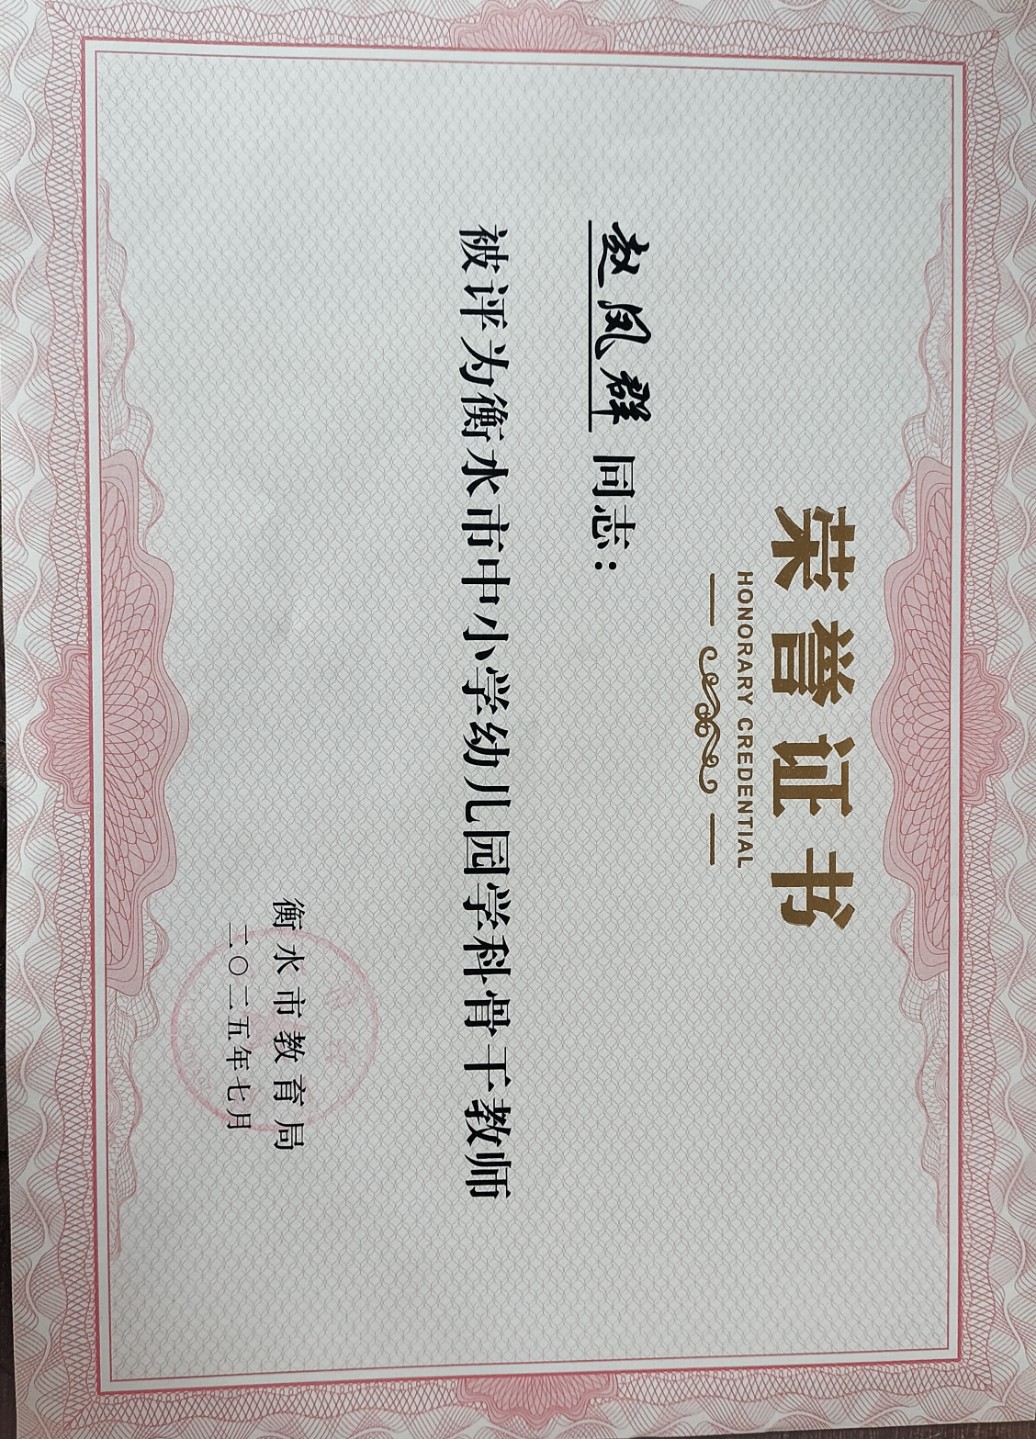 荣誉证书
HONORARY CREDENTIAL
赵凤群 同志：
被评为衡水市中小学幼儿园学科骨干教师
衡水市教育局
二〇二五年七月